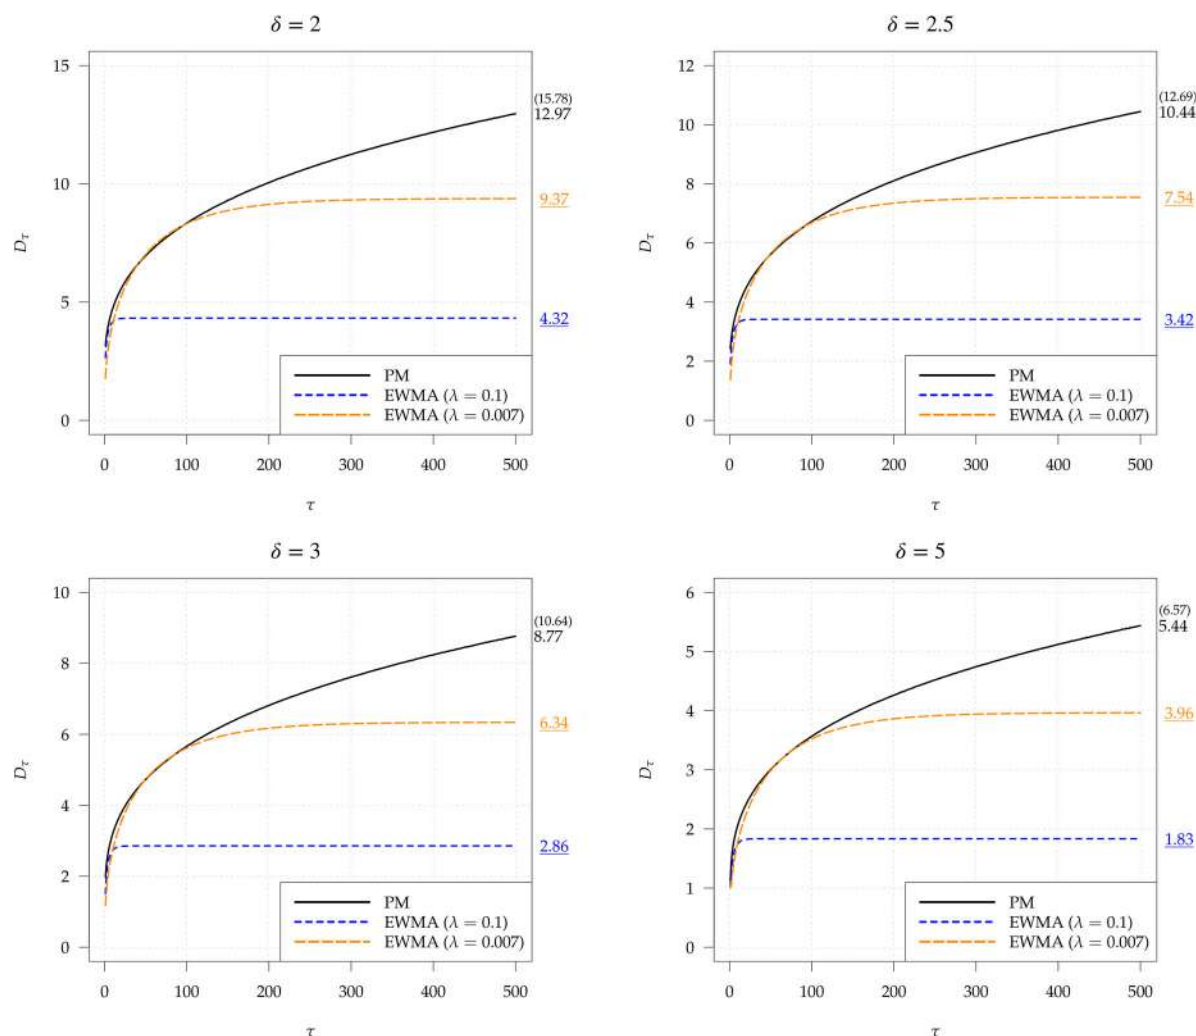 δ = 2
15
10
5
0
D_τ
(15.78)
12.97
9.37
4.32
PM
EWMA (λ = 0.1)
EWMA (λ = 0.007)
0 100 200 300 400 500
τ
δ = 2.5
12
10
8
6
4
2
0
D_τ
(12.69)
10.44
7.54
3.42
PM
EWMA (λ = 0.1)
EWMA (λ = 0.007)
0 100 200 300 400 500
τ
δ = 3
10
8
6
4
2
0
D_τ
(10.64)
8.77
6.34
2.86
PM
EWMA (λ = 0.1)
EWMA (λ = 0.007)
0 100 200 300 400 500
τ
δ = 5
6
5
4
3
2
1
0
D_τ
(6.57)
5.44
3.96
1.83
PM
EWMA (λ = 0.1)
EWMA (λ = 0.007)
0 100 200 300 400 500
τ